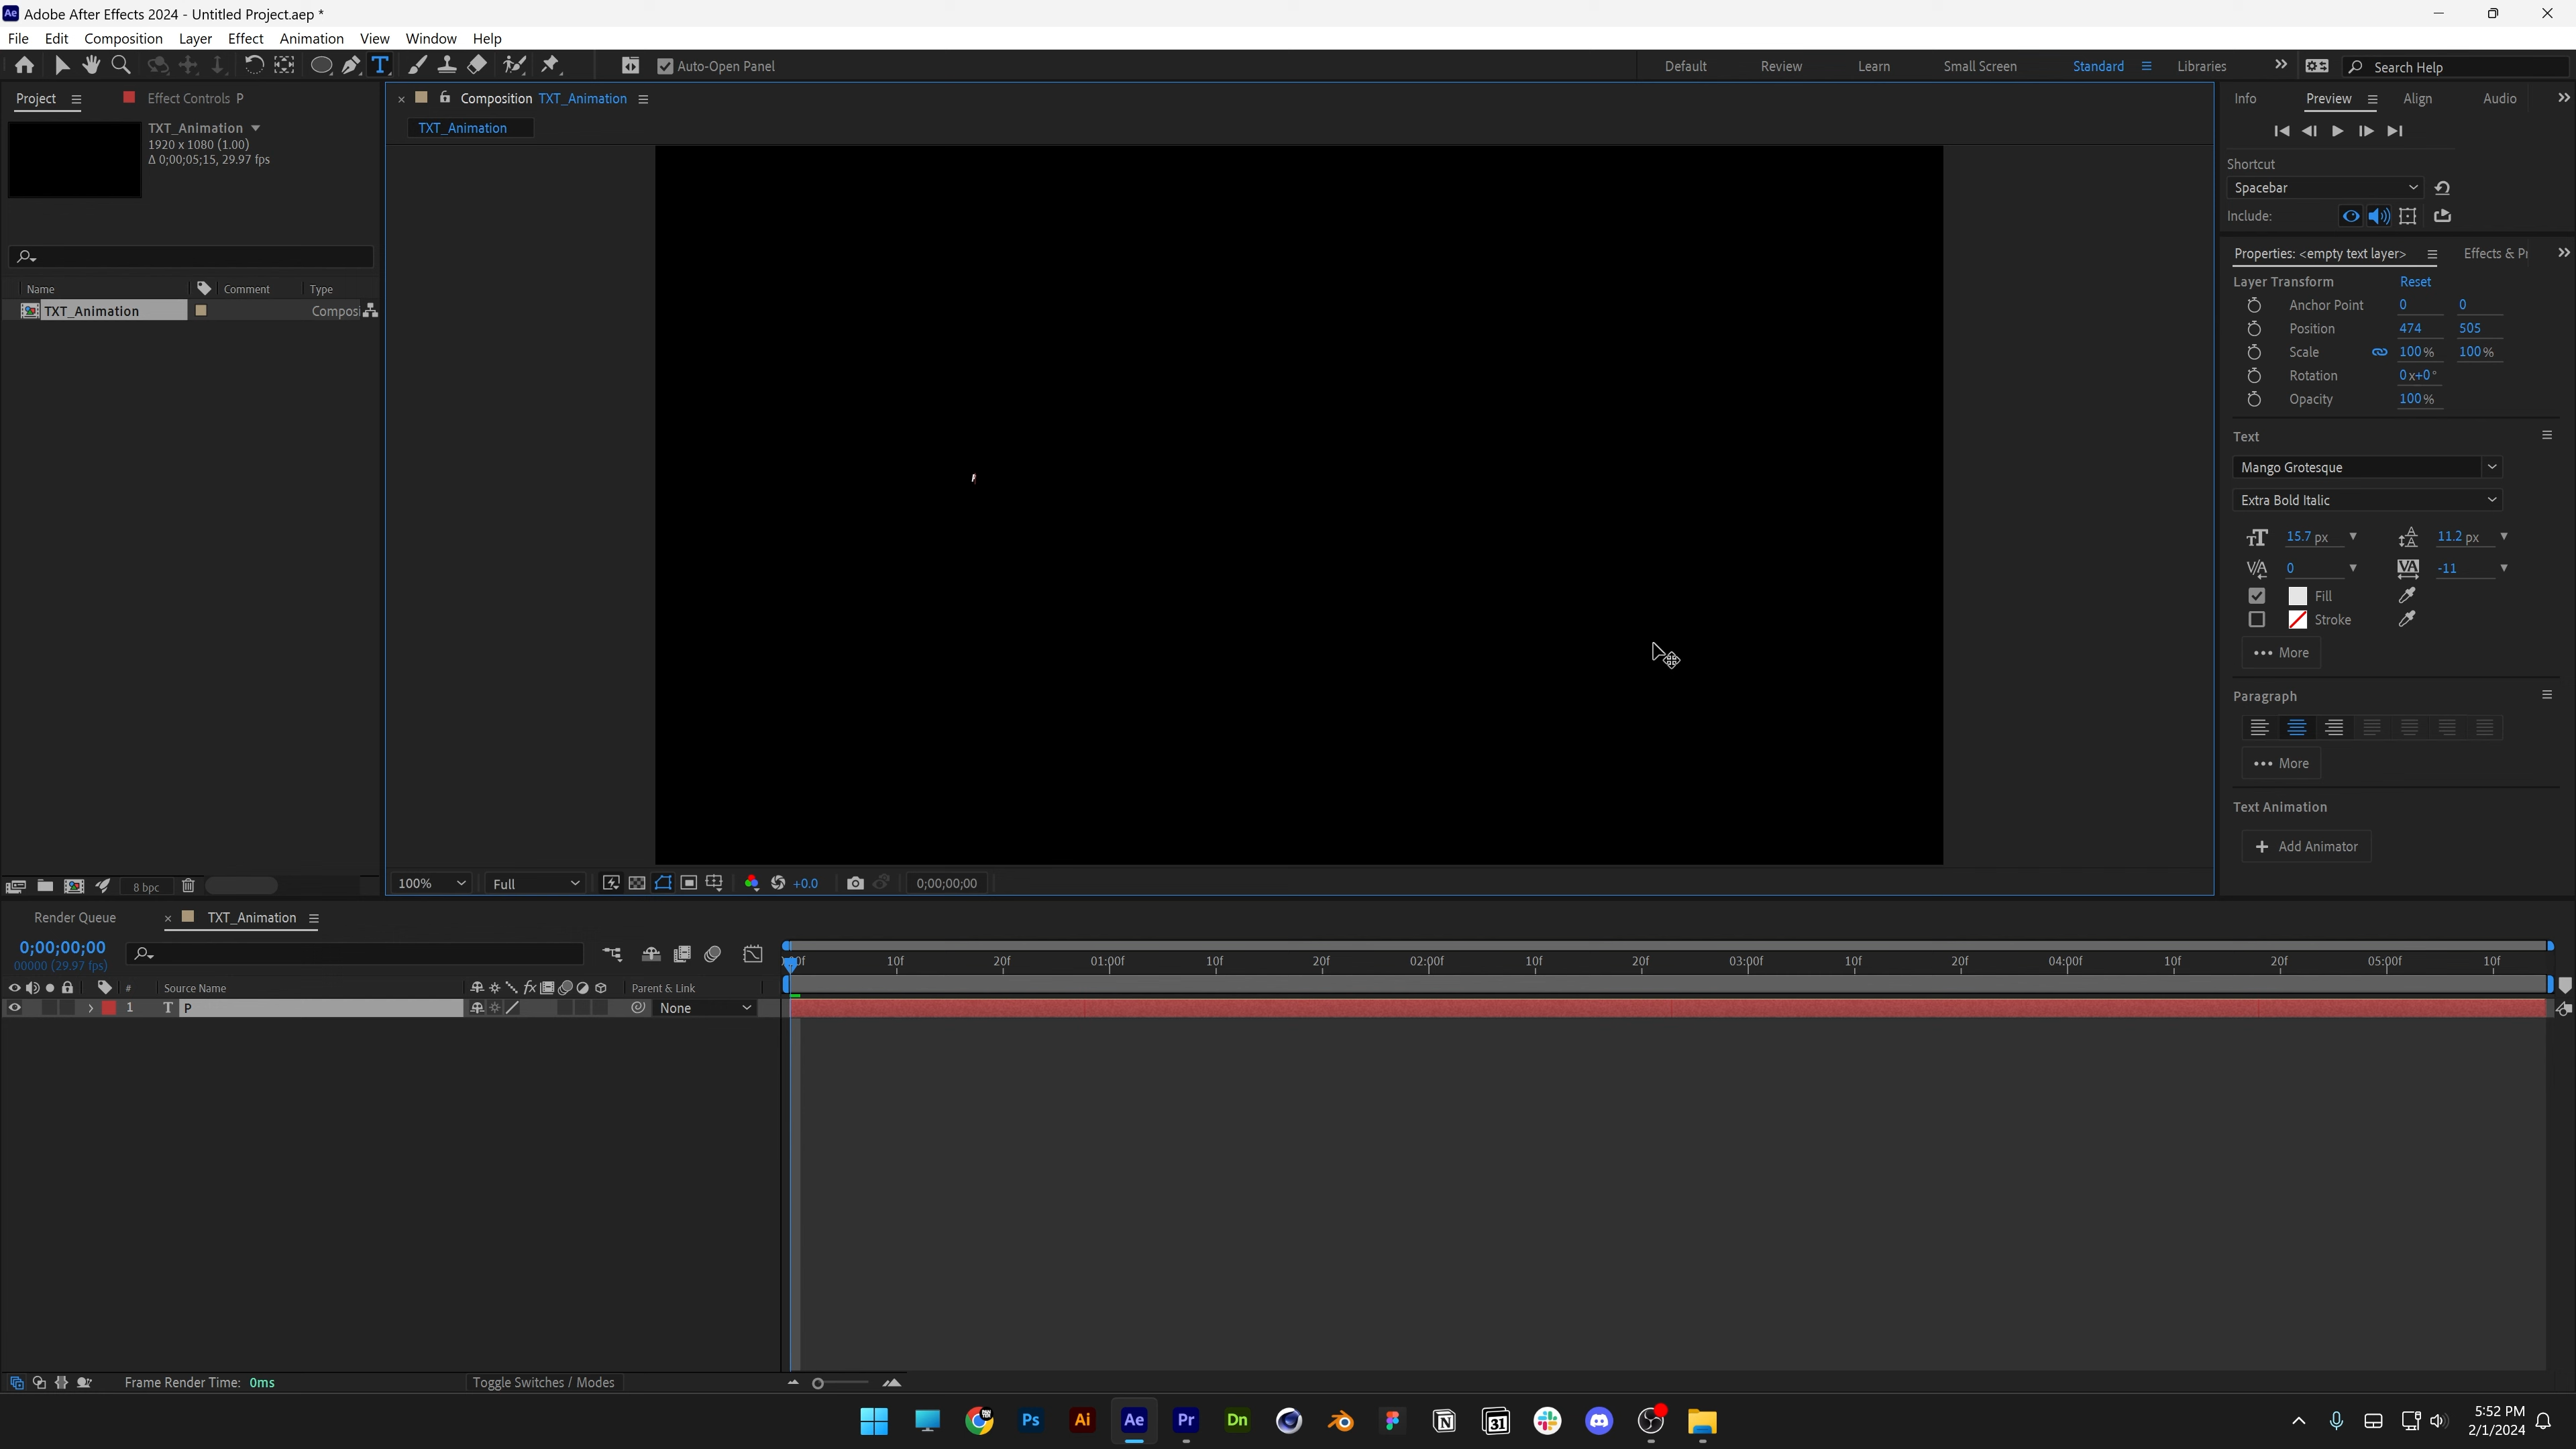 Ae Adobe After Effects 2024 - Untitled Project.aep *
File Edit Composition Layer Effect Animation View Window Help
T Auto-Open Panel Default Review Learn Small Screen Standard Libraries Search Help
Project Effect Controls P × Composition TXT_Animation Info Preview Align Audio
TXT_Animation
1920 x 1080 (1.00)
Δ 0;00;05;15, 29.97 fps
TXT_Animation
Name Comment Type
TXT_Animation Composi
P
Shortcut
Spacebar
Include:
Properties: <empty text layer> Effects & Pr
Layer Transform Reset
Anchor Point 0 0
Position 474 505
Scale 100% 100%
Rotation 0x+0°
Opacity 100%
Text
Mango Grotesque
Extra Bold Italic
15.7 px 11.2 px
0 -11
Fill
Stroke
More
Paragraph
More
Text Animation
+ Add Animator
8 bpc 100% Full +0.0 0;00;00;00
Render Queue × TXT_Animation
0;00;00;00
00000 (29.97 fps)
10f 20f 01:00f 10f 20f 02:00f 10f 20f 03:00f 10f 20f 04:00f 10f 20f 05:00f 10f
# Source Name fx Parent & Link
1 T P None
Frame Render Time: 0ms Toggle Switches / Modes
Ps Ai Ae Pr Dn N 31
5:52 PM
2/1/2024